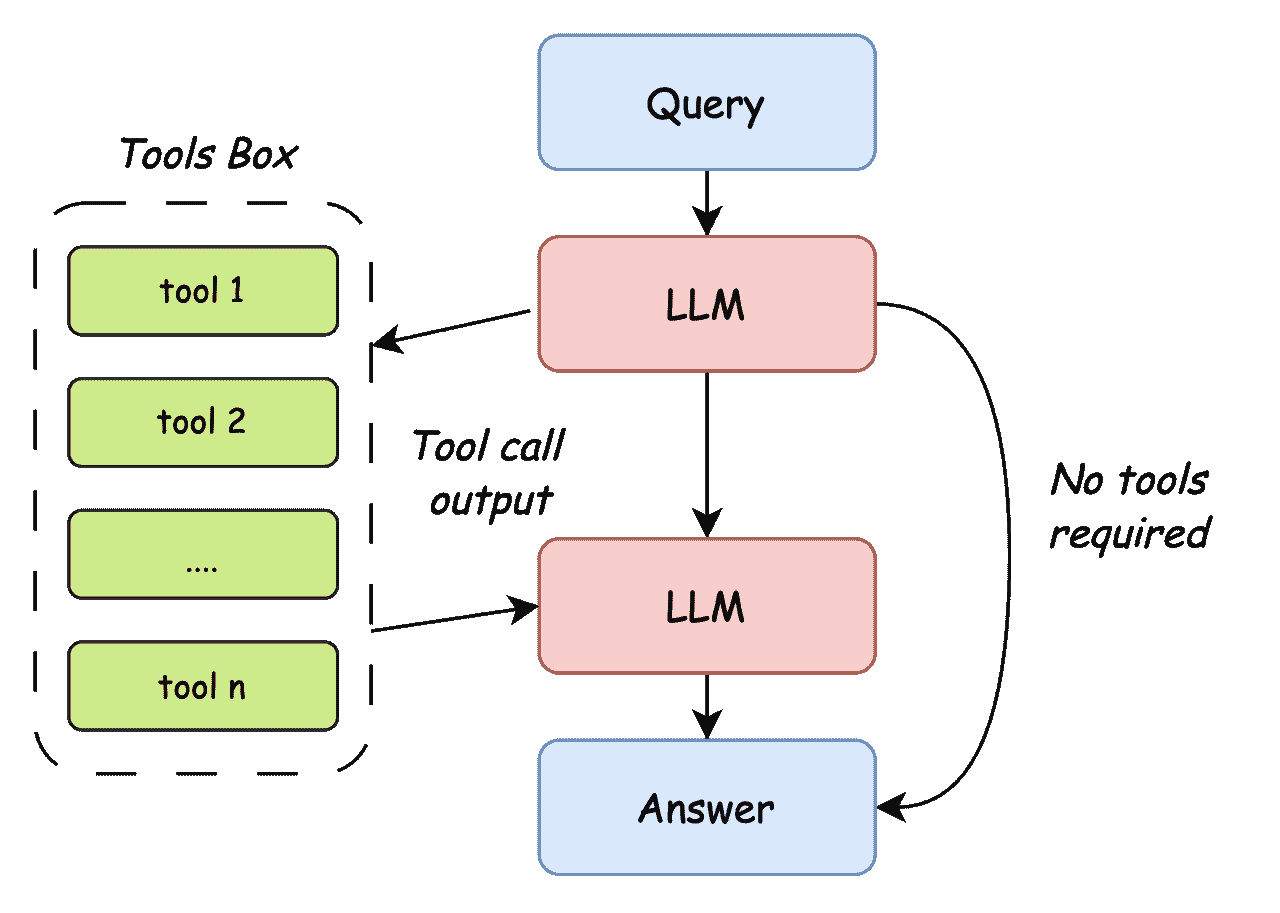 Query
Tools Box
tool 1
LLM
tool 2
Tool call
output
No tools
required
....
LLM
tool n
Answer